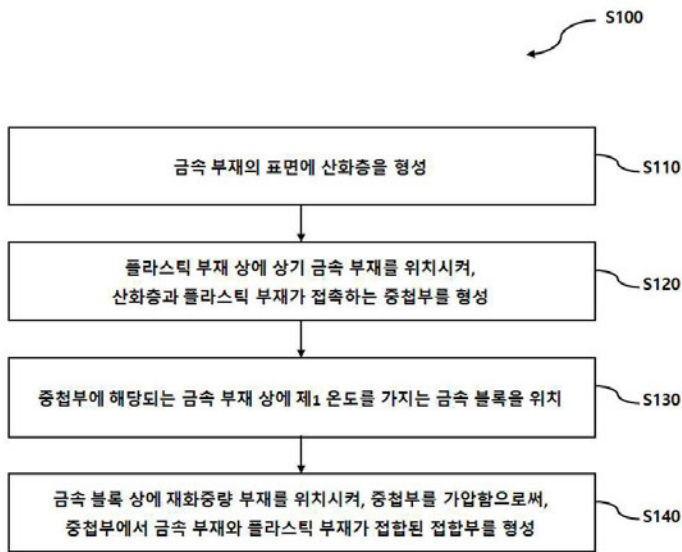 S100
금속 부재의 표면에 산화층을 형성
S110
플라스틱 부재 상에 상기 금속 부재를 위치시켜,
산화층과 플라스틱 부재가 접촉하는 중첩부를 형성
S120
중첩부에 해당되는 금속 부재 상에 제1 온도를 가지는 금속 블록을 위치
S130
금속 블록 상에 재화중량 부재를 위치시켜, 중첩부를 가압함으로써,
중첩부에서 금속 부재와 플라스틱 부재가 접합된 접합부를 형성
S140